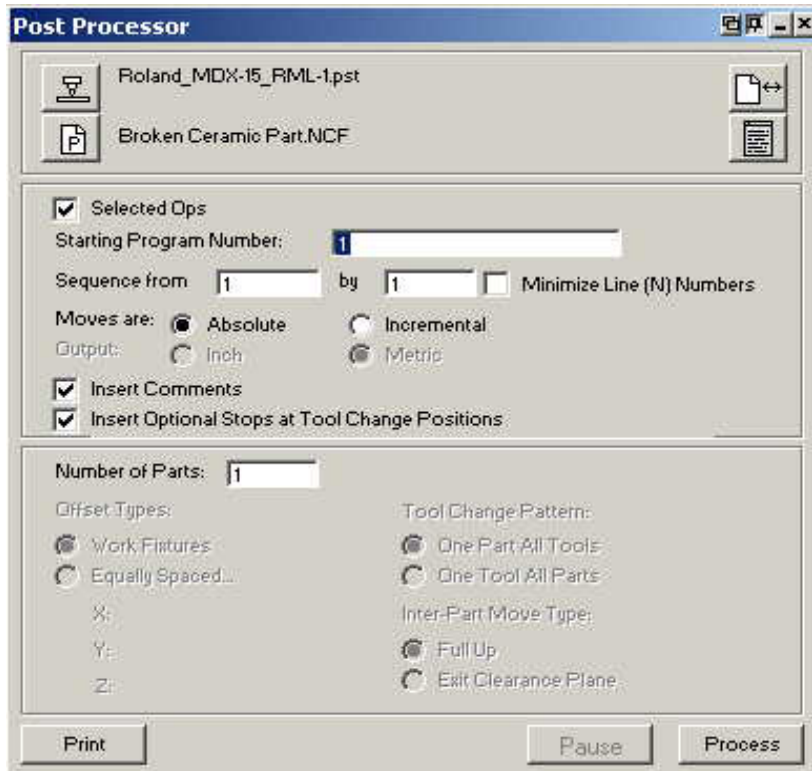 Post Processor
Roland_MDX-15_RML-1.pst
P
Broken Ceramic Part.NCF
Selected Ops
Starting Program Number: 1
Sequence from 1 by 1 Minimize Line (N) Numbers
Moves are: Absolute Incremental
Output: Inch Metric
Insert Comments
Insert Optional Stops at Tool Change Positions
Number of Parts: 1
Offset Types: Tool Change Pattern:
Work Fixtures One Part All Tools
Equally Spaced... One Tool All Parts
X: Inter-Part Move Type:
Y: Full Up
Z: Exit Clearance Plane
Print Pause Process